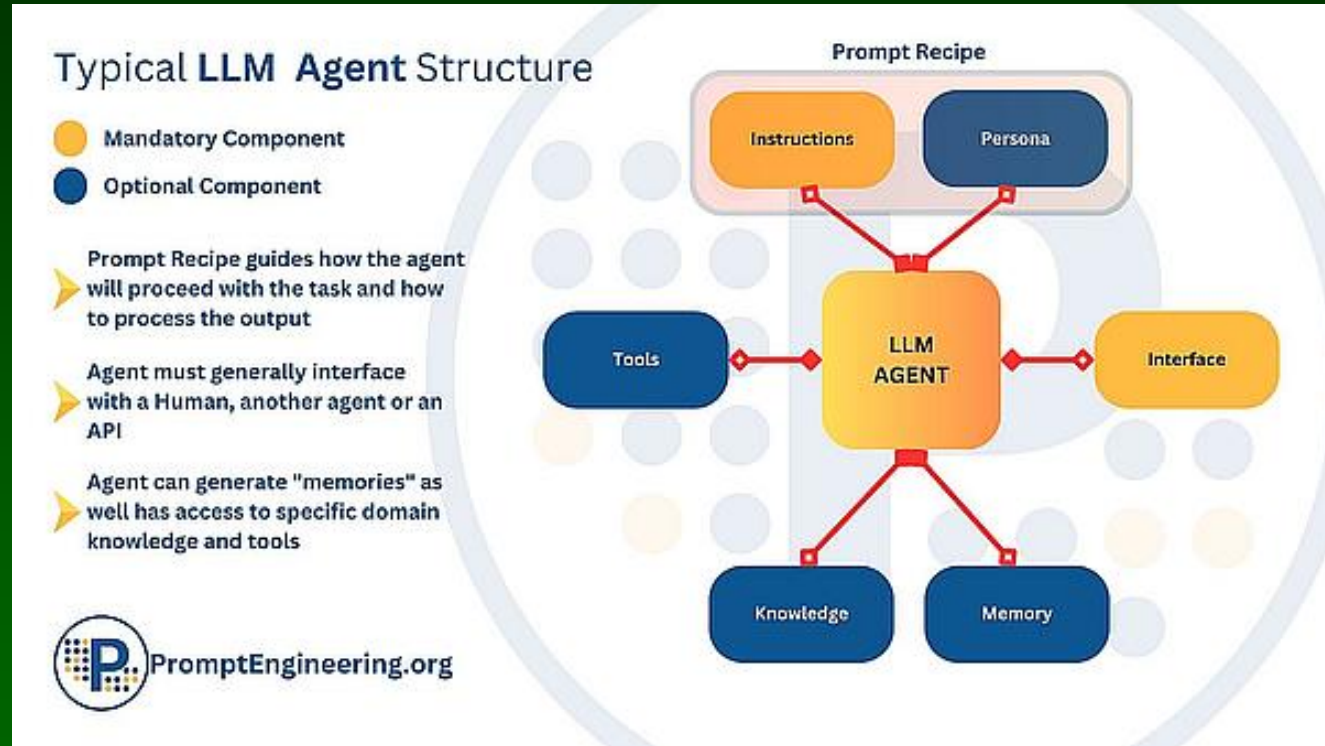 Typical LLM Agent Structure
Mandatory Component
Optional Component
Prompt Recipe guides how the agent
will proceed with the task and how
to process the output
Agent must generally interface
with a Human, another agent or an
API
Agent can generate "memories" as
well has access to specific domain
knowledge and tools
P
PromptEngineering.org
Prompt Recipe
Instructions
Persona
Tools
LLM
AGENT
Interface
Knowledge
Memory